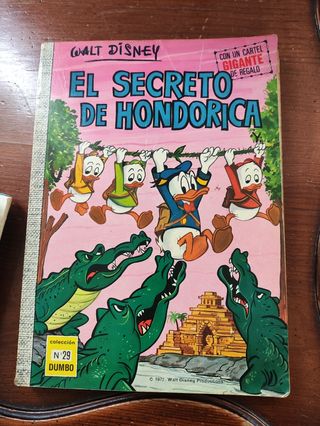 WALT DISNEY
CON UN CARTEL
GIGANTE
DE REGALO
EL SECRETO
DE HONDORICA
colección
Nº 29
DUMBO
© 1972 Walt Disney Productions